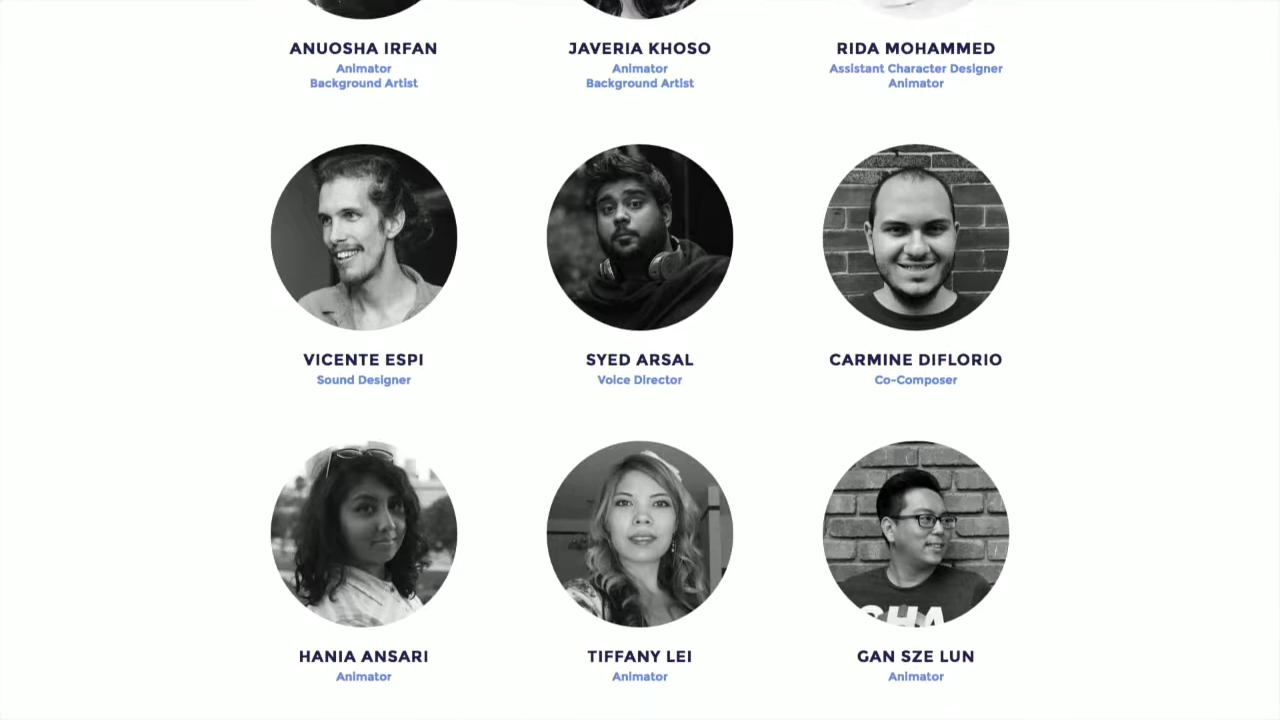 ANUOSHA IRFAN
Animator
Background Artist
JAVERIA KHOSO
Animator
Background Artist
RIDA MOHAMMED
Assistant Character Designer
Animator
VICENTE ESPI
Sound Designer
SYED ARSAL
Voice Director
CARMINE DIFLORIO
Co-Composer
HANIA ANSARI
Animator
TIFFANY LEI
Animator
GAN SZE LUN
Animator